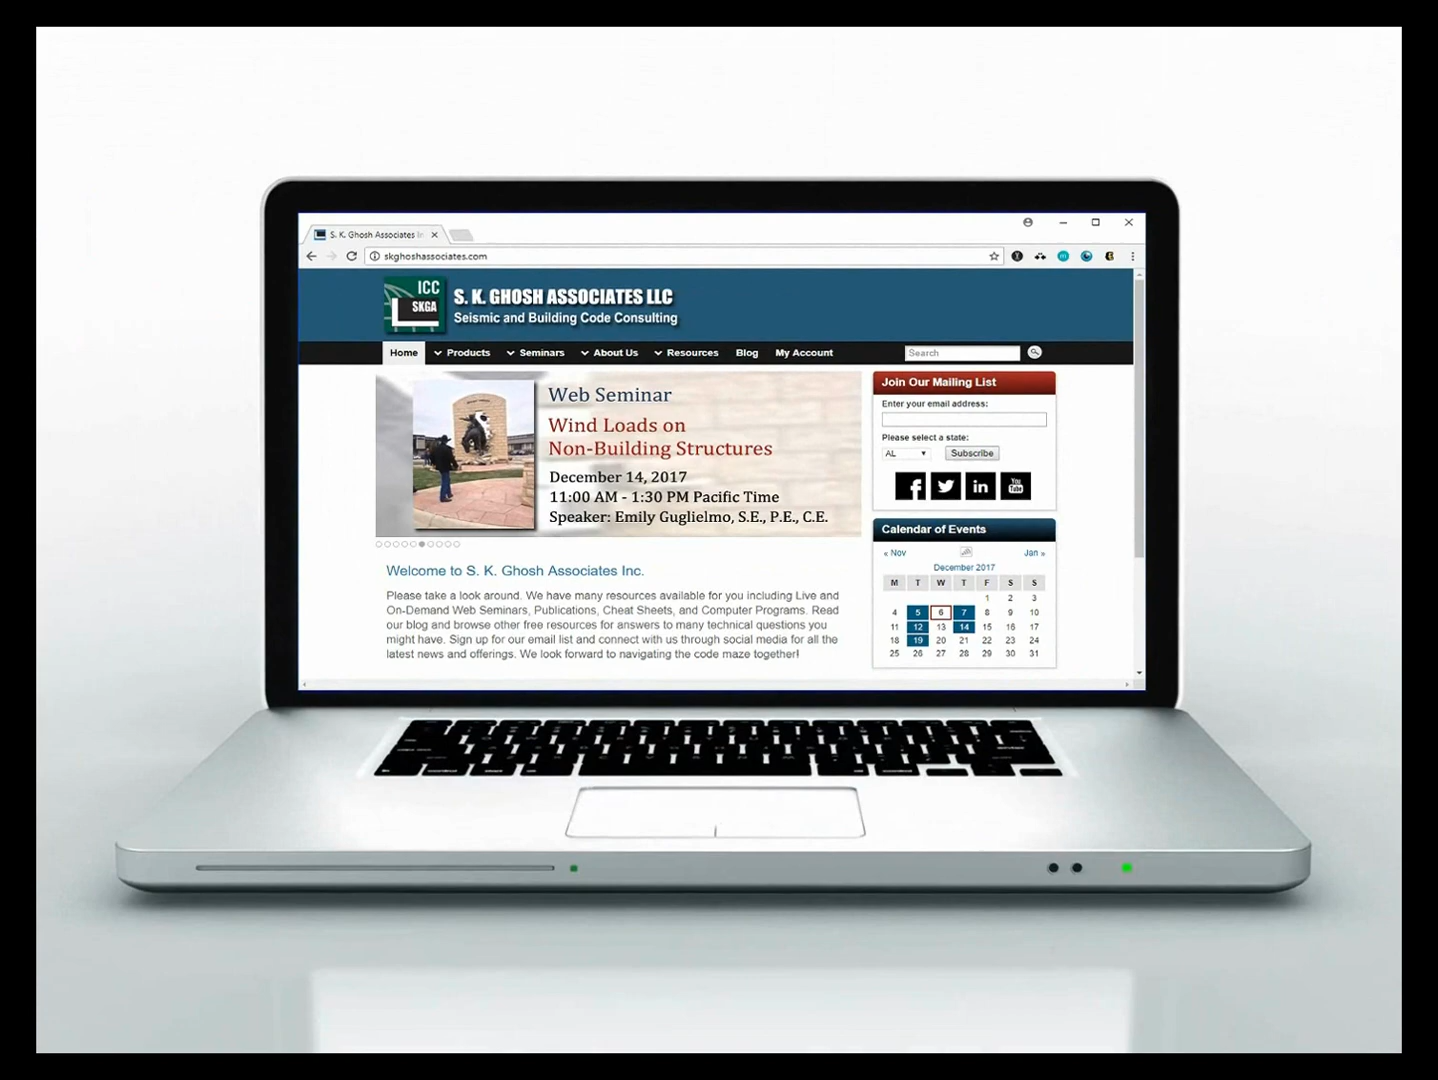 S. K. Ghosh Associates In
skghoshassociates.com
ICC
SKGA
S. K. GHOSH ASSOCIATES LLC
Seismic and Building Code Consulting
Home Products Seminars About Us Resources Blog My Account Search
Web Seminar
Wind Loads on
Non-Building Structures
December 14, 2017
11:00 AM - 1:30 PM Pacific Time
Speaker: Emily Guglielmo, S.E., P.E., C.E.
Welcome to S. K. Ghosh Associates Inc.
Please take a look around. We have many resources available for you including Live and
On-Demand Web Seminars, Publications, Cheat Sheets, and Computer Programs. Read
our blog and browse other free resources for answers to many technical questions you
might have. Sign up for our email list and connect with us through social media for all the
latest news and offerings. We look forward to navigating the code maze together!
Join Our Mailing List
Enter your email address:
Please select a state:
AL Subscribe
You Tube
Calendar of Events
« Nov Jan »
December 2017
M T W T F S S
1 2 3
4 5 6 7 8 9 10
11 12 13 14 15 16 17
18 19 20 21 22 23 24
25 26 27 28 29 30 31